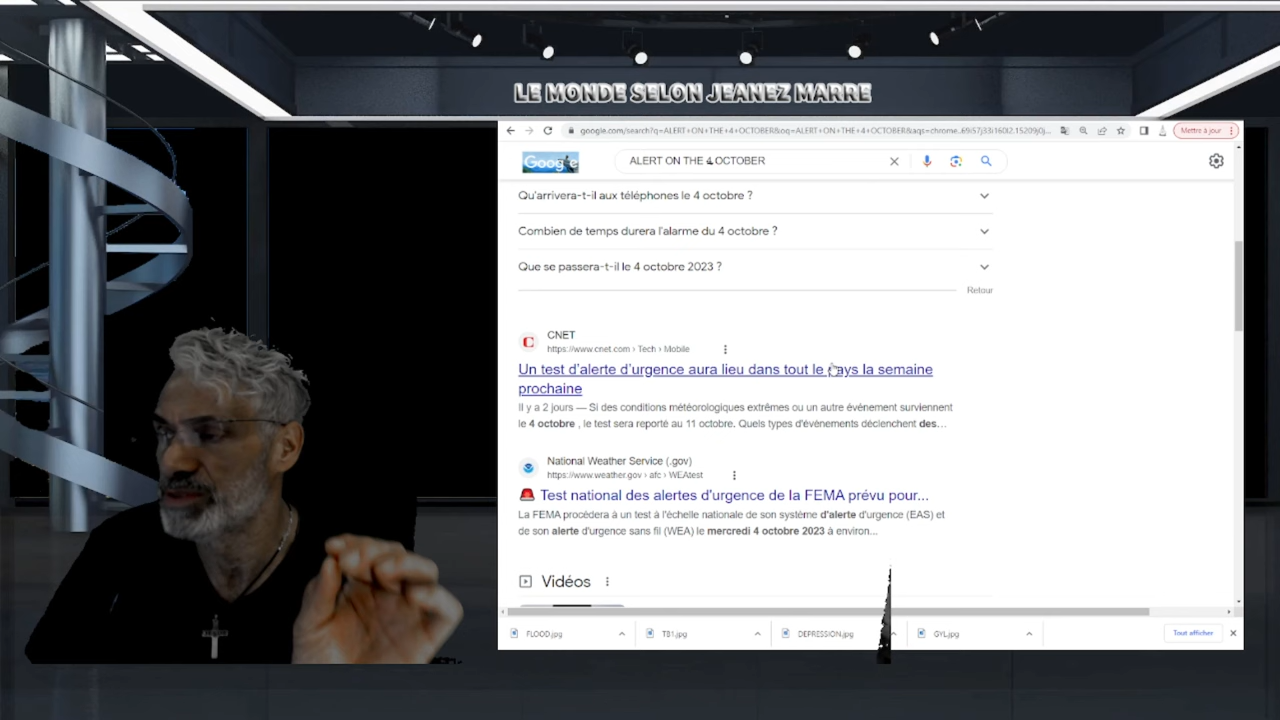 LE MONDE SELON JEANEZ MARRE
google.com/search?q=ALERT+ON+THE+4+OCTOBER&oq=ALERT+ON+THE+4+OCTOBER&aqs=chrome..69i57j33i160l2.15209j0j...
Mettre à jour
Google
ALERT ON THE 4 OCTOBER
Qu'arrivera-t-il aux téléphones le 4 octobre ?
Combien de temps durera l'alarme du 4 octobre ?
Que se passera-t-il le 4 octobre 2023 ?
Retour
CNET
https://www.cnet.com › Tech › Mobile
Un test d'alerte d'urgence aura lieu dans tout le pays la semaine
prochaine
Il y a 2 jours — Si des conditions météorologiques extrêmes ou un autre événement surviennent
le 4 octobre , le test sera reporté au 11 octobre. Quels types d'événements déclenchent des...
National Weather Service (.gov)
https://www.weather.gov › afc › WEAtest
🚨 Test national des alertes d'urgence de la FEMA prévu pour...
La FEMA procédera à un test à l'échelle nationale de son système d'alerte d'urgence (EAS) et
de son alerte d'urgence sans fil (WEA) le mercredi 4 octobre 2023 à environ...
Vidéos
FLOOD.jpg
TB1.jpg
DEPRESSION.jpg
GYL.jpg
Tout afficher